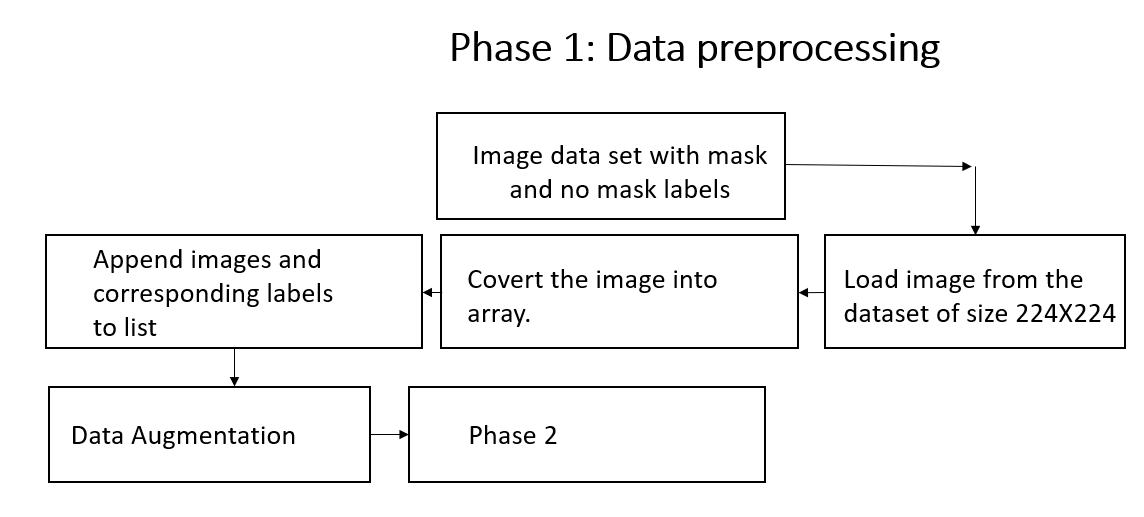 Phase 1: Data preprocessing
Image data set with mask
and no mask labels
Load image from the
dataset of size 224X224
Covert the image into
array.
Append images and
corresponding labels
to list
Data Augmentation
Phase 2